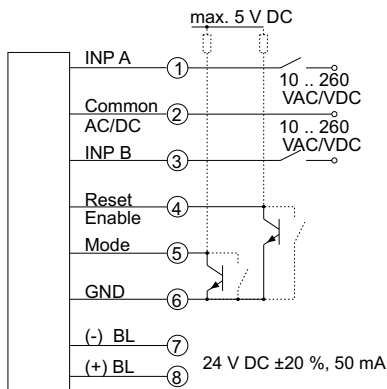 max. 5 V DC
INP A
1
10 .. 260
VAC/VDC
Common
AC/DC
2
10 .. 260
VAC/VDC
INP B
3
Reset
Enable
4
Mode
5
GND
6
(-) BL
7
(+) BL
8
24 V DC ±20 %, 50 mA